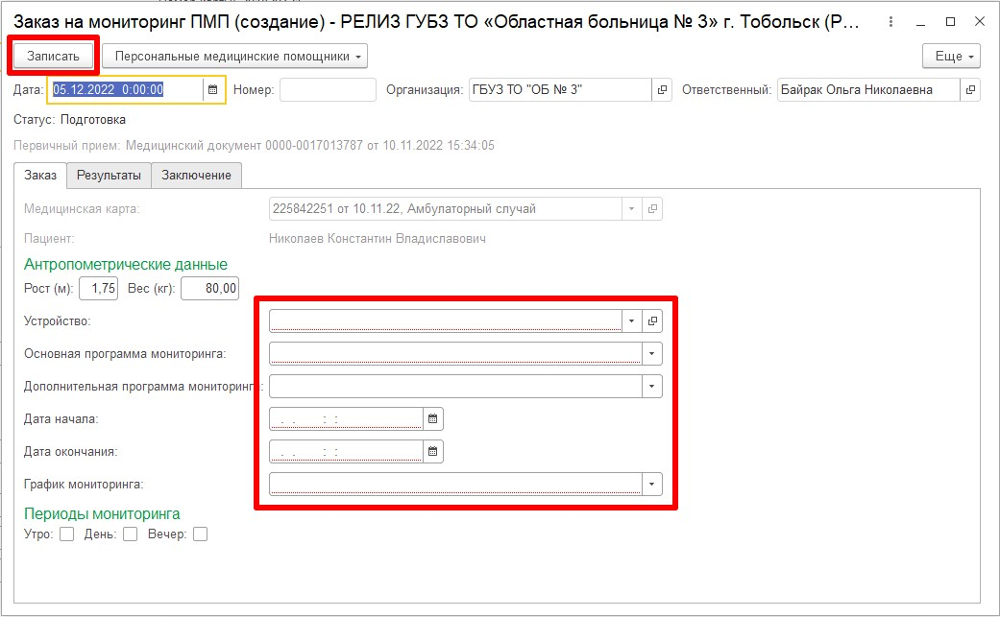 Заказ на мониторинг ПМП (создание) - РЕЛИЗ ГУБЗ ТО «Областная больница № 3» г. Тобольск (Р...
Записать Персональные медицинские помощники Еще
Дата: 05.12.2022 0:00:00 Номер: Организация: ГБУЗ ТО "ОБ № 3" Ответственный: Байрак Ольга Николаевна
Статус: Подготовка
Первичный прием: Медицинский документ 0000-0017013787 от 10.11.2022 15:34:05
Заказ Результаты Заключение
Медицинская карта: 225842251 от 10.11.22, Амбулаторный случай
Пациент: Николаев Константин Владиславович
Антропометрические данные
Рост (м): 1,75 Вес (кг): 80,00
Устройство:
Основная программа мониторинга:
Дополнительная программа мониторинга:
Дата начала: . . : :
Дата окончания: . . : :
График мониторинга:
Периоды мониторинга
Утро: День: Вечер: